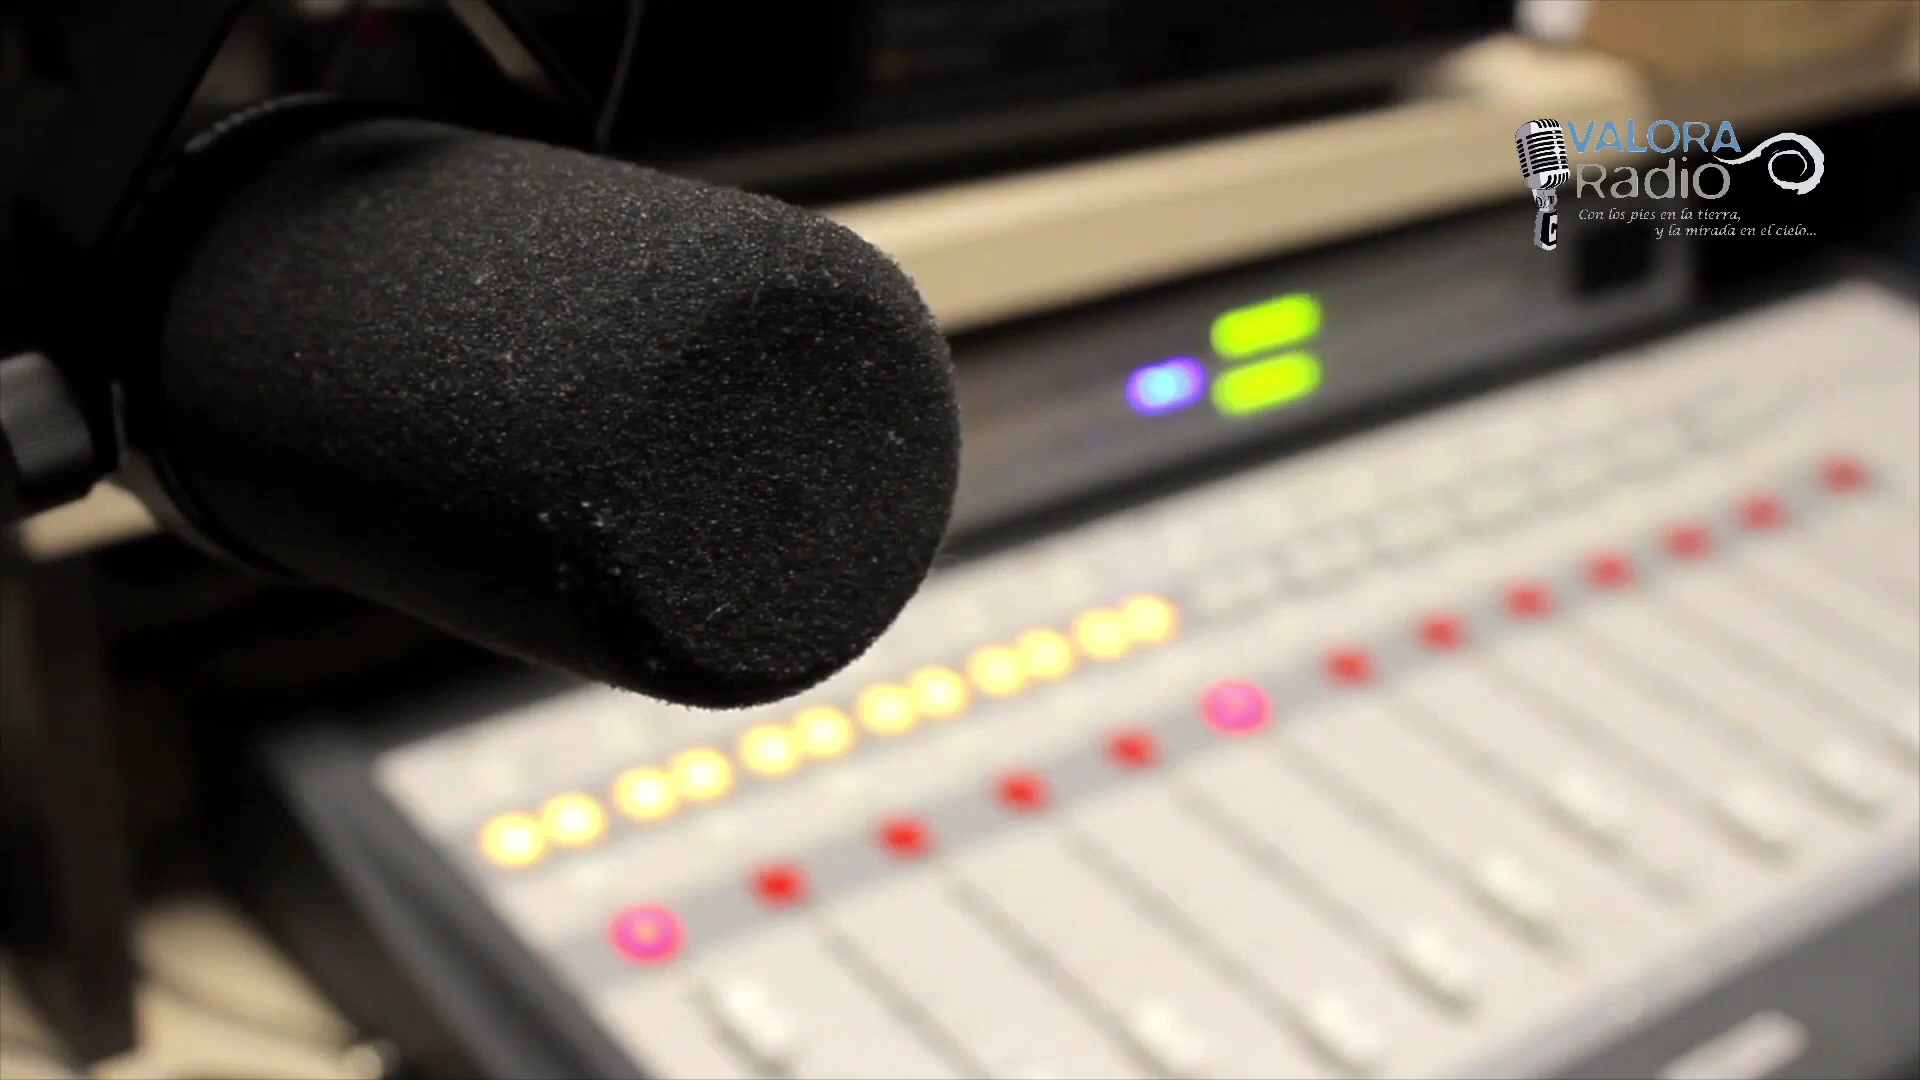 VALORA
Radio
Con los pies en la tierra,
y la mirada en el cielo...